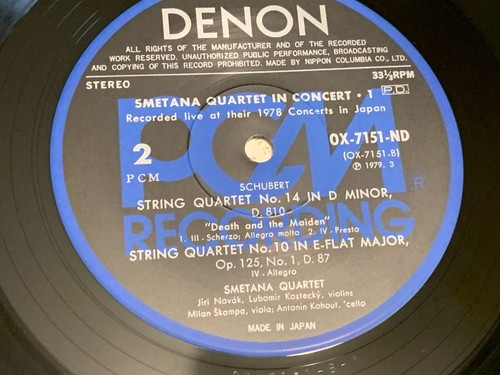 DENON
ALL RIGHTS OF THE MANUFACTURER AND OF THE RECORDED
WORK RESERVED. UNAUTHORIZED PUBLIC PERFORMANCE, BROADCASTING
AND COPYING OF THIS RECORD PROHIBITED. MADE BY NIPPON COLUMBIA CO., LTD.
STEREO
33⅓RPM
SMETANA QUARTET IN CONCERT • 1
P.D.
Recorded live at their 1978 Concerts in Japan
2
PCM
OX-7151-ND
(OX-7151-B)
Ⓟ 1979. 3
PCM
RECORDING
®
SCHUBERT
STRING QUARTET No. 14 IN D MINOR,
D. 810
"Death and the Maiden"
1. III - Scherzo; Allegro molto 2. IV - Presto
STRING QUARTET No. 10 IN E-FLAT MAJOR,
Op. 125, No. 1, D. 87
IV - Allegro
SMETANA QUARTET
Jiří Novák, Lubomír Kostecký, violins
Milan Škampa, viola; Antonín Kohout, 'cello
MADE IN JAPAN